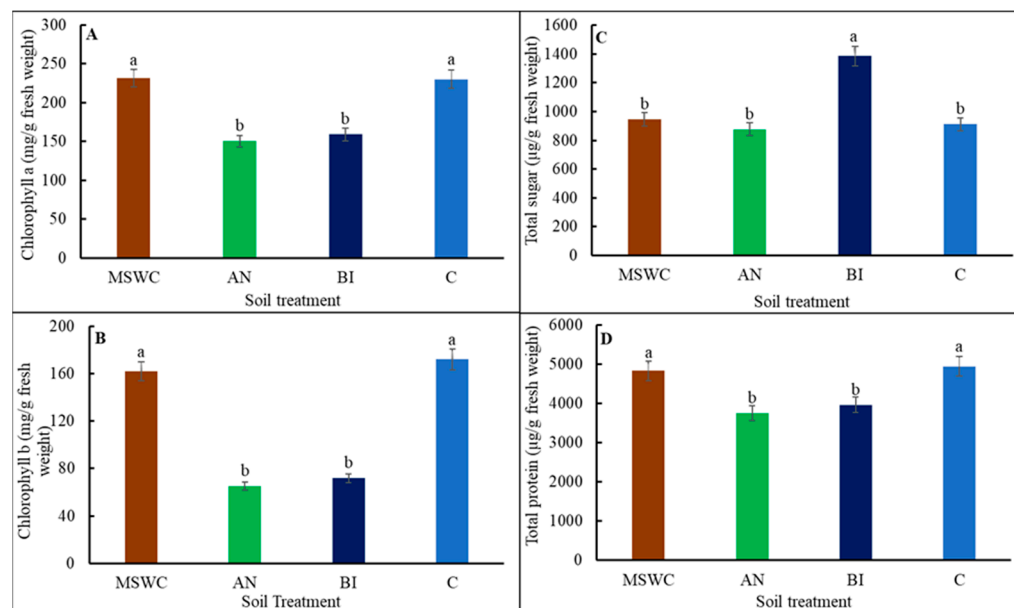 A
Chlorophyll a (mg/g fresh weight)
300
250
200
150
100
50
0
a
b
b
a
MSWC AN BI C
Soil treatment
B
Chlorophyll b (mg/g fresh
weight)
200
160
120
80
40
0
a
b
b
a
MSWC AN BI C
Soil Treatment
C
Total sugar (µg/g fresh weight)
1600
1400
1200
1000
800
600
400
200
0
b
b
a
b
MSWC AN BI C
Soil treatment
D
Total protein (µg/g fresh weight)
6000
5000
4000
3000
2000
1000
0
a
b
b
a
MSWC AN BI C
Soil treatment